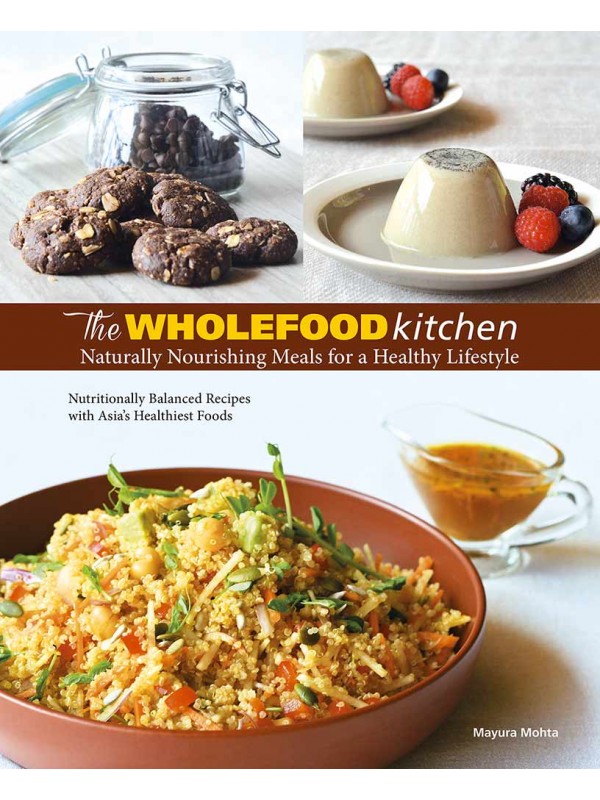 The WHOLEFOOD kitchen
Naturally Nourishing Meals for a Healthy Lifestyle
Nutritionally Balanced Recipes
with Asia's Healthiest Foods
Mayura Mohta